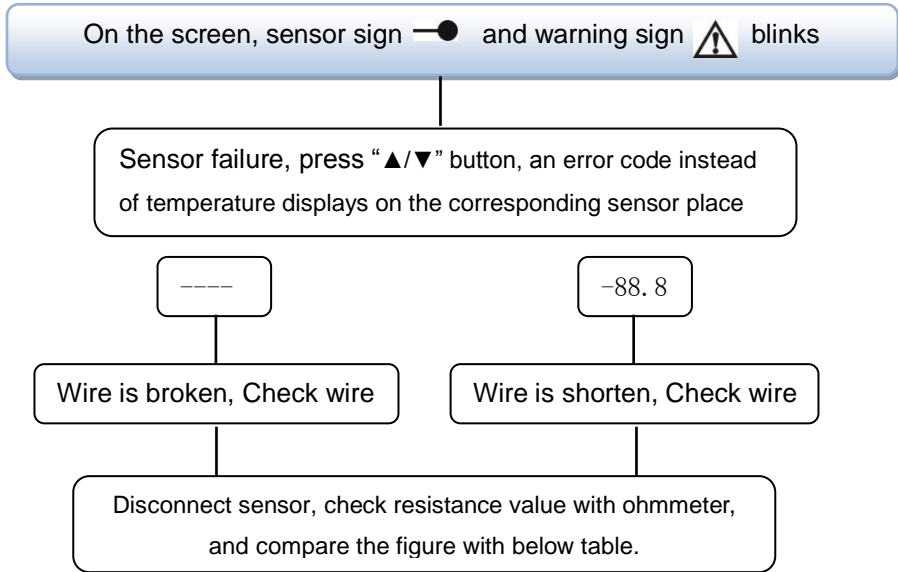 On the screen, sensor sign and warning sign blinks
Sensor failure, press “▲/▼” button, an error code instead
of temperature displays on the corresponding sensor place
----
-88.8
Wire is broken, Check wire
Wire is shorten, Check wire
Disconnect sensor, check resistance value with ohmmeter,
and compare the figure with below table.